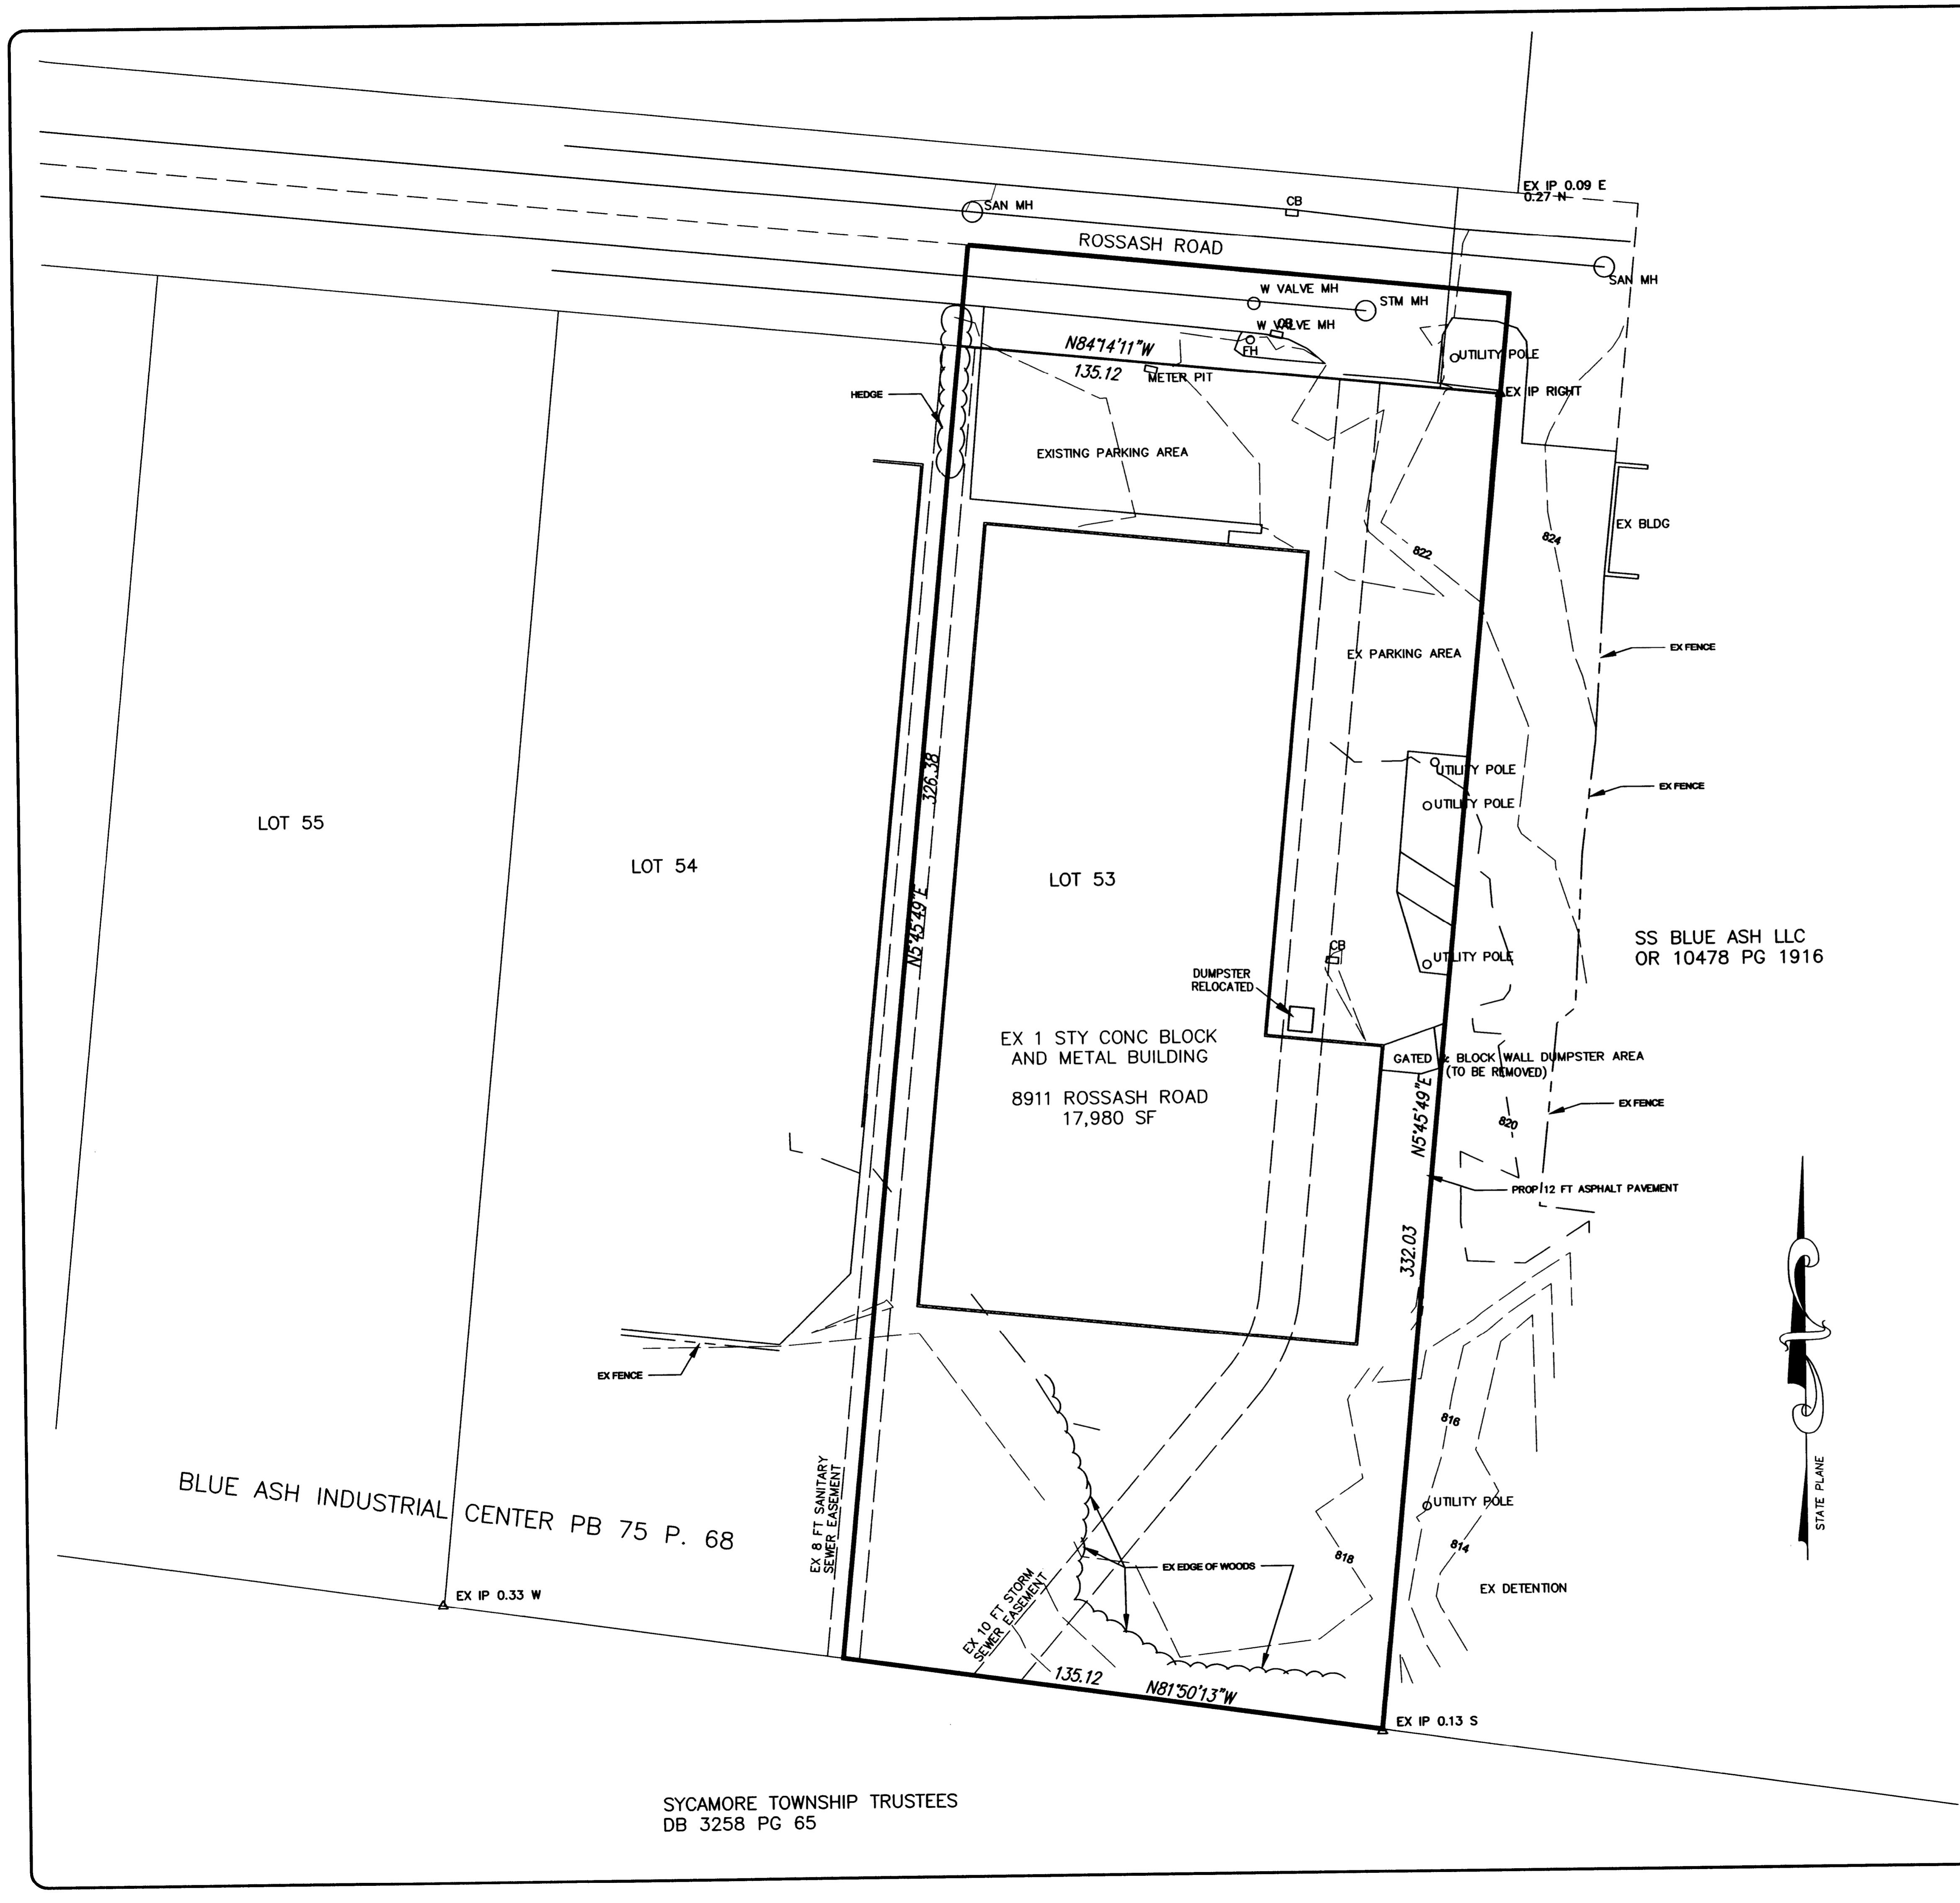 EX IP 0.09 E
0.27 N
SAN MH
CB
ROSSASH ROAD
SAN MH
W VALVE MH
STM MH
CB
W VALVE MH
FH
N84°14'11"W
135.12
METER PIT
UTILITY POLE
EX IP RIGHT
HEDGE
EXISTING PARKING AREA
EX BLDG
822
824
EX PARKING AREA
EX FENCE
UTILITY POLE
UTILITY POLE
EX FENCE
326.38
N5°45'49"E
LOT 55
LOT 54
LOT 53
SS BLUE ASH LLC
OR 10478 PG 1916
CB
UTILITY POLE
DUMPSTER
RELOCATED
EX 1 STY CONC BLOCK
AND METAL BUILDING
8911 ROSSASH ROAD
17,980 SF
GATED & BLOCK WALL DUMPSTER AREA
(TO BE REMOVED)
N5°45'49"E
EX FENCE
820
PROP 12 FT ASPHALT PAVEMENT
332.03
EX FENCE
816
UTILITY POLE
814
818
EX DETENTION
STATE PLANE
BLUE ASH INDUSTRIAL CENTER PB 75 P. 68
EX 8 FT SANITARY
SEWER EASEMENT
EX EDGE OF WOODS
EX IP 0.33 W
EX 10 FT STORM
SEWER EASEMENT
135.12
N81°50'13"W
EX IP 0.13 S
SYCAMORE TOWNSHIP TRUSTEES
DB 3258 PG 65